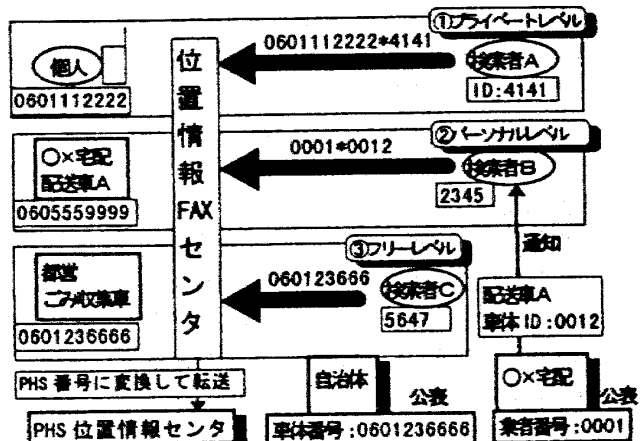 ①プライベートレベル
個人
0601112222
0601112222*4141
検索者A
ID:4141
位置情報FAXセンタ
②パーソナルレベル
○×宅配
配送車A
0605559999
0001*0012
検索者B
2345
通知
③フリーレベル
都営
ごみ収集車
0601236666
060123666
検索者C
5647
配送車A
車体ID:0012
PHS番号に変換して転送
PHS位置情報センタ
自治体
公表
車体番号:0601236666
○×宅配
公表
業者番号:0001